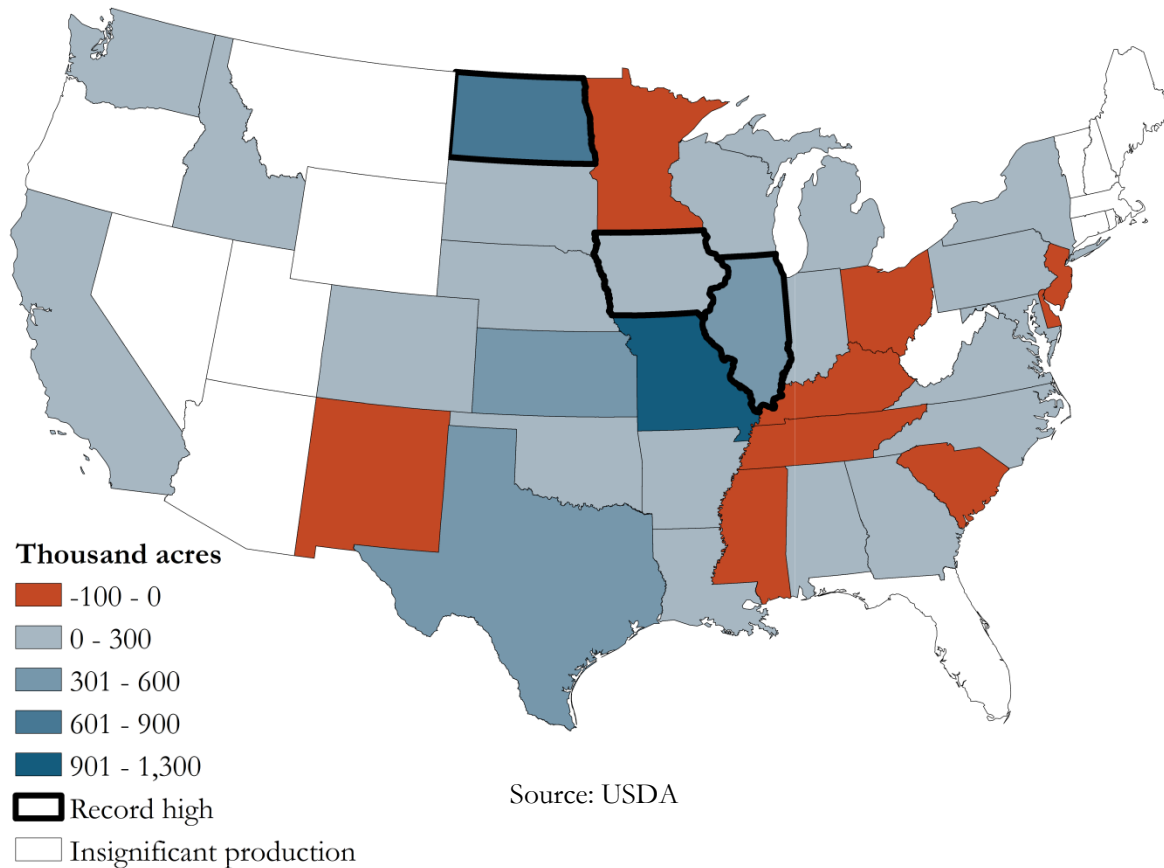 Thousand acres
-100 - 0
0 - 300
301 - 600
601 - 900
901 - 1,300
Record high
Insignificant production
Source: USDA